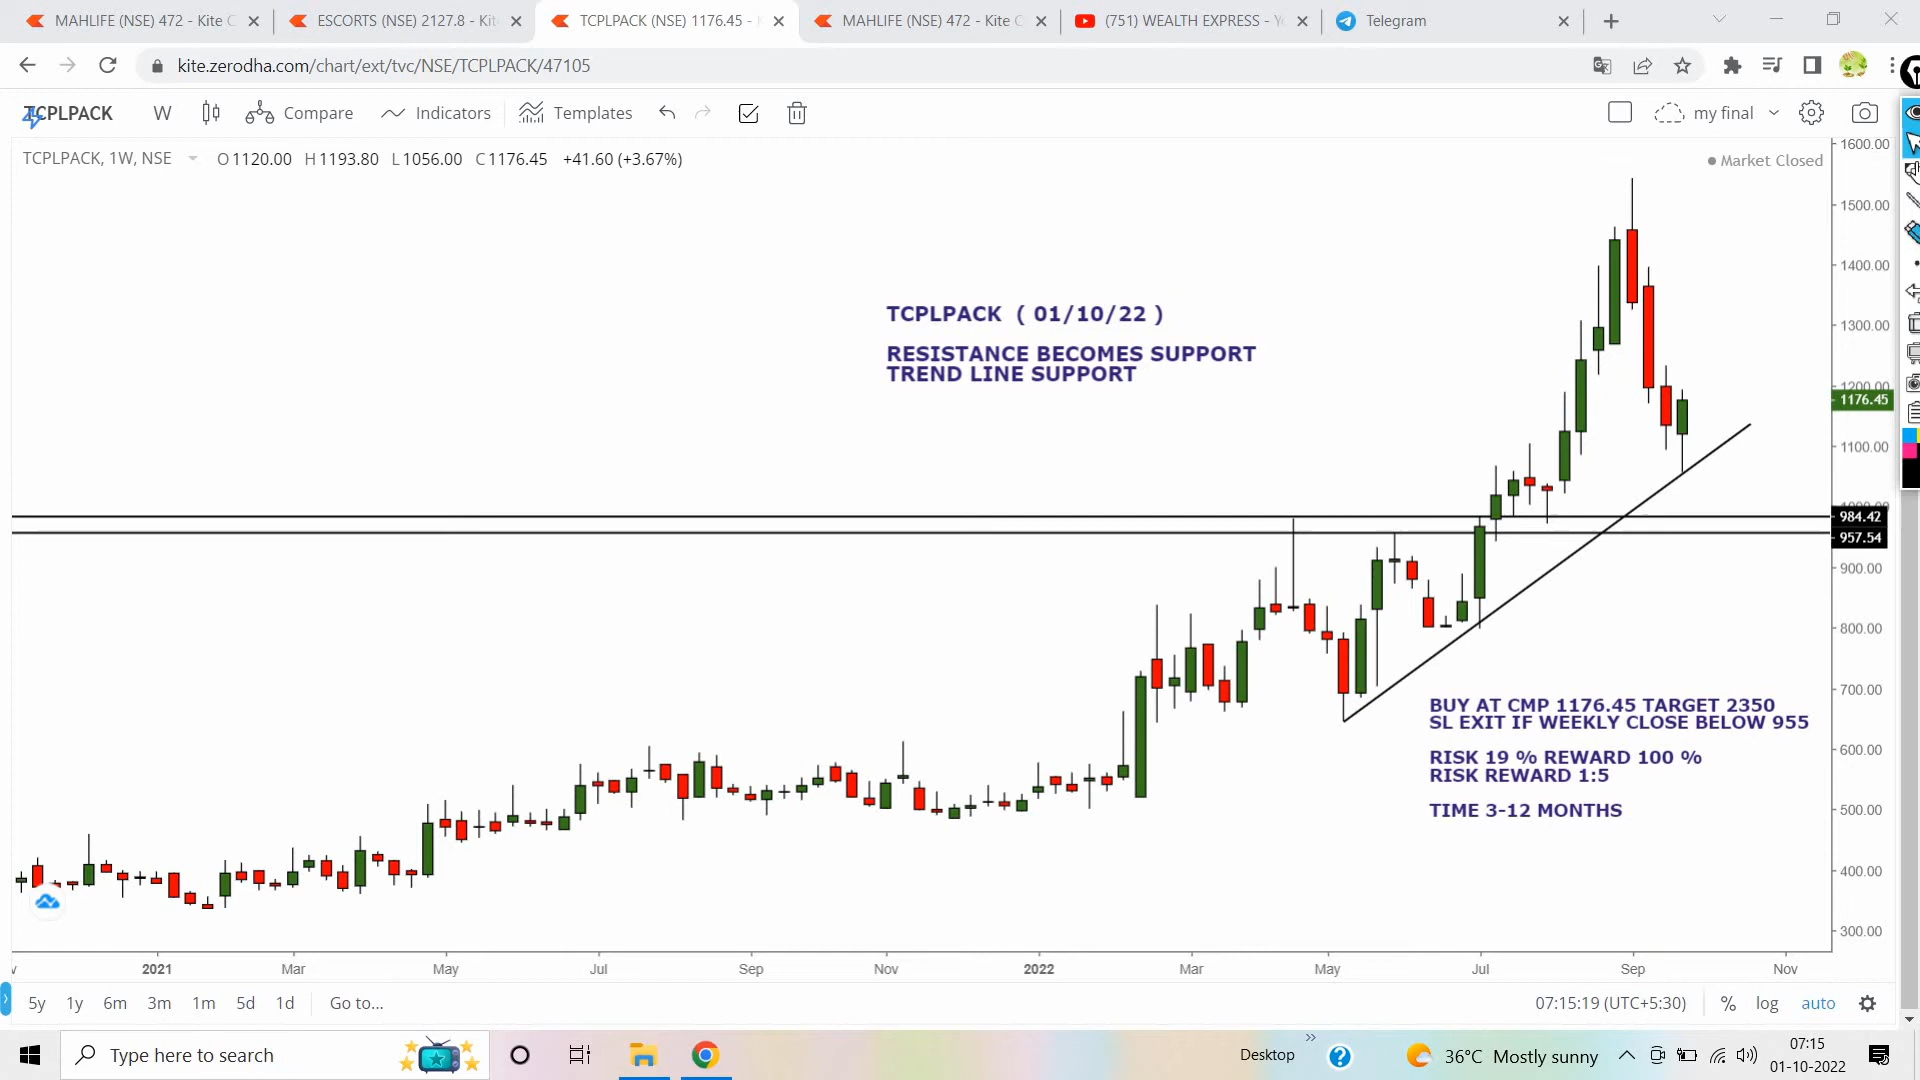 MAHLIFE (NSE) 472 - Kite C
ESCORTS (NSE) 2127.8 - Kit
TCPLPACK (NSE) 1176.45 -
MAHLIFE (NSE) 472 - Kite C
(751) WEALTH EXPRESS - Y
Telegram
kite.zerodha.com/chart/ext/tvc/NSE/TCPLPACK/47105
TCPLPACK
W
Compare
Indicators
Templates
my final
TCPLPACK, 1W, NSE
O1120.00 H1193.80 L1056.00 C1176.45 +41.60 (+3.67%)
Market Closed
1600.00
1500.00
1400.00
1300.00
1200.00
1176.45
1100.00
984.42
957.54
900.00
800.00
700.00
600.00
500.00
400.00
300.00
TCPLPACK ( 01/10/22 )
RESISTANCE BECOMES SUPPORT
TREND LINE SUPPORT
BUY AT CMP 1176.45 TARGET 2350
SL EXIT IF WEEKLY CLOSE BELOW 955
RISK 19 % REWARD 100 %
RISK REWARD 1:5
TIME 3-12 MONTHS
2021 Mar May Jul Sep Nov 2022 Mar May Jul Sep Nov
5y 1y 6m 3m 1m 5d 1d Go to...
07:15:19 (UTC+5:30) % log auto
Type here to search
Desktop
36°C Mostly sunny
07:15
01-10-2022